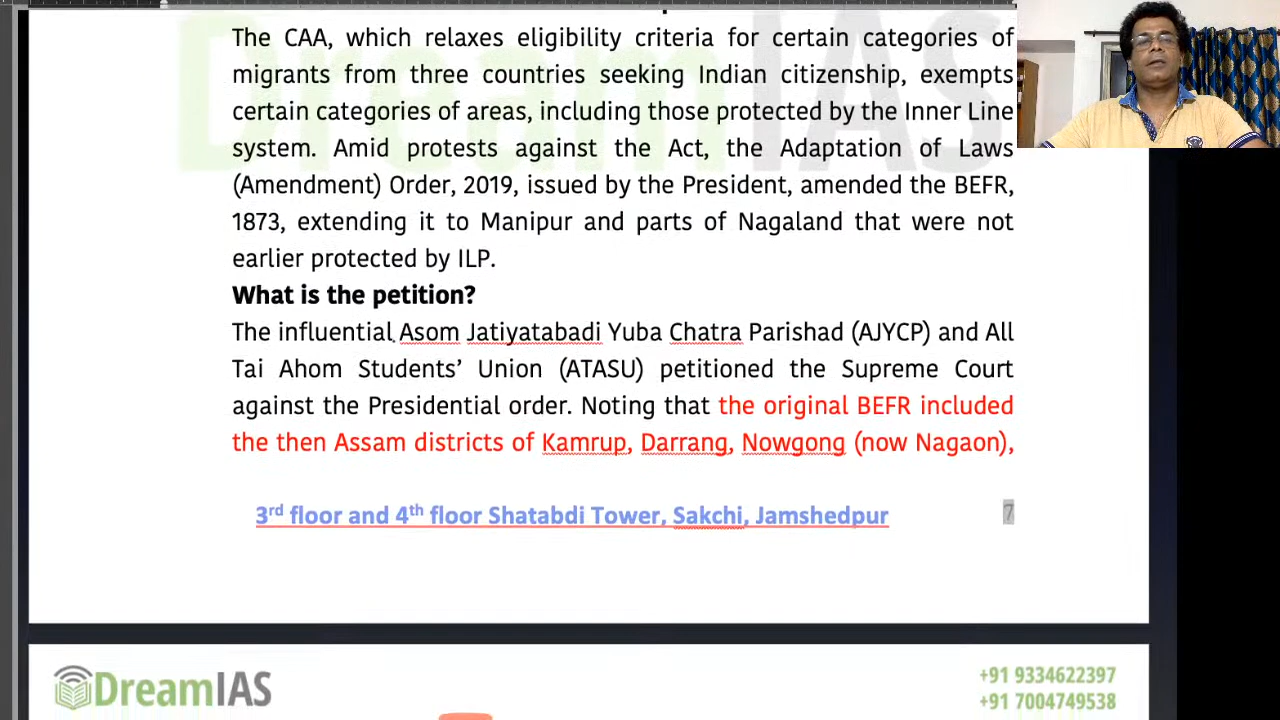 The CAA, which relaxes eligibility criteria for certain categories of
migrants from three countries seeking Indian citizenship, exempts
certain categories of areas, including those protected by the Inner Line
system. Amid protests against the Act, the Adaptation of Laws
(Amendment) Order, 2019, issued by the President, amended the BEFR,
1873, extending it to Manipur and parts of Nagaland that were not
earlier protected by ILP.
What is the petition?
The influential Asom Jatiyatabadi Yuba Chatra Parishad (AJYCP) and All
Tai Ahom Students’ Union (ATASU) petitioned the Supreme Court
against the Presidential order. Noting that the original BEFR included
the then Assam districts of Kamrup, Darrang, Nowgong (now Nagaon),
3rd floor and 4th floor Shatabdi Tower, Sakchi, Jamshedpur
7
DreamIAS
+91 9334622397
+91 7004749538